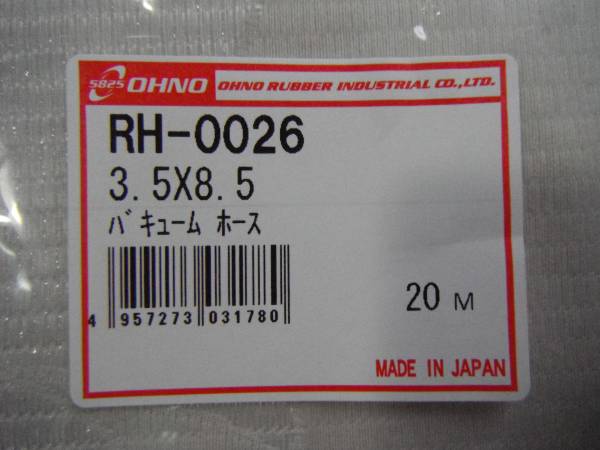 5825 OHNO OHNO RUBBER INDUSTRIAL CO.,LTD.
RH-0026
3.5X8.5
ﾊﾞｷｭｰﾑ ﾎｰｽ
4 957273 031780
20 M
MADE IN JAPAN